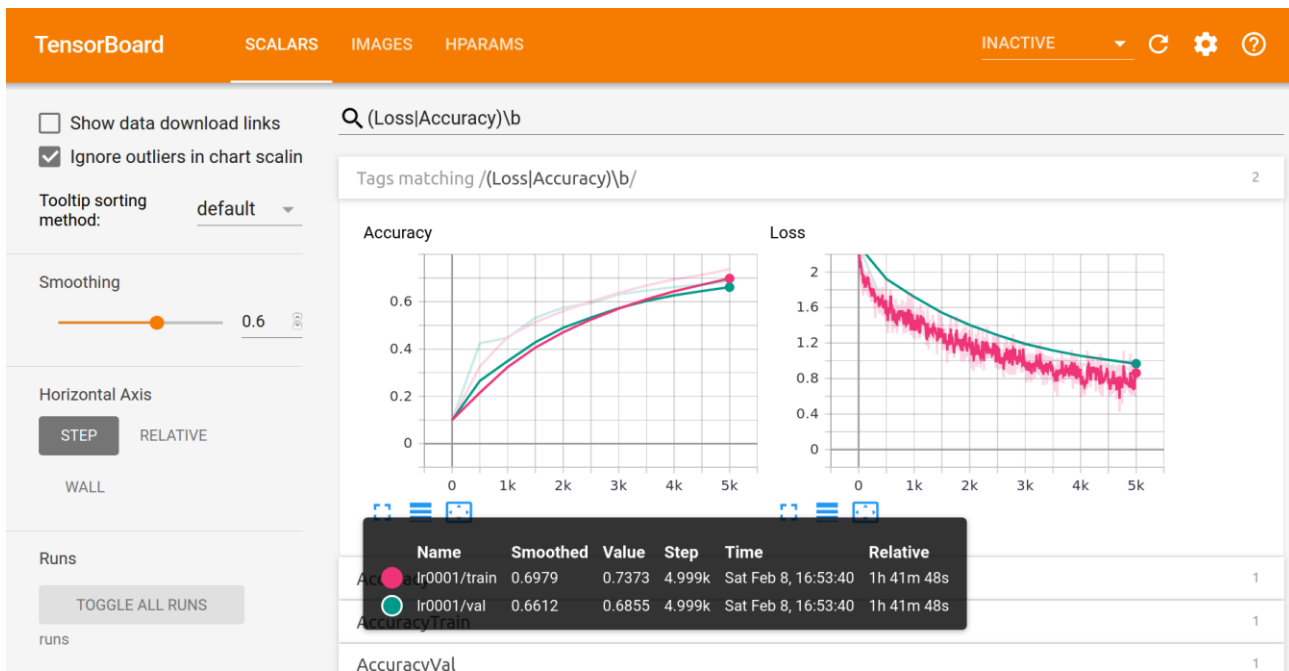 TensorBoard SCALARS IMAGES HPARAMS INACTIVE
Show data download links
Ignore outliers in chart scalin
Tooltip sorting
method: default
Smoothing
0.6
Horizontal Axis
STEP RELATIVE
WALL
Runs
TOGGLE ALL RUNS
runs
(Loss|Accuracy)\b
Tags matching /(Loss|Accuracy)\b/ 2
Accuracy
0.6
0.4
0.2
0
0 1k 2k 3k 4k 5k
Loss
2
1.6
1.2
0.8
0.4
0
0 1k 2k 3k 4k 5k
Name Smoothed Value Step Time Relative
lr0001/train 0.6979 0.7373 4.999k Sat Feb 8, 16:53:40 1h 41m 48s
lr0001/val 0.6612 0.6855 4.999k Sat Feb 8, 16:53:40 1h 41m 48s
1
AccuracyTrain 1
AccuracyVal 1